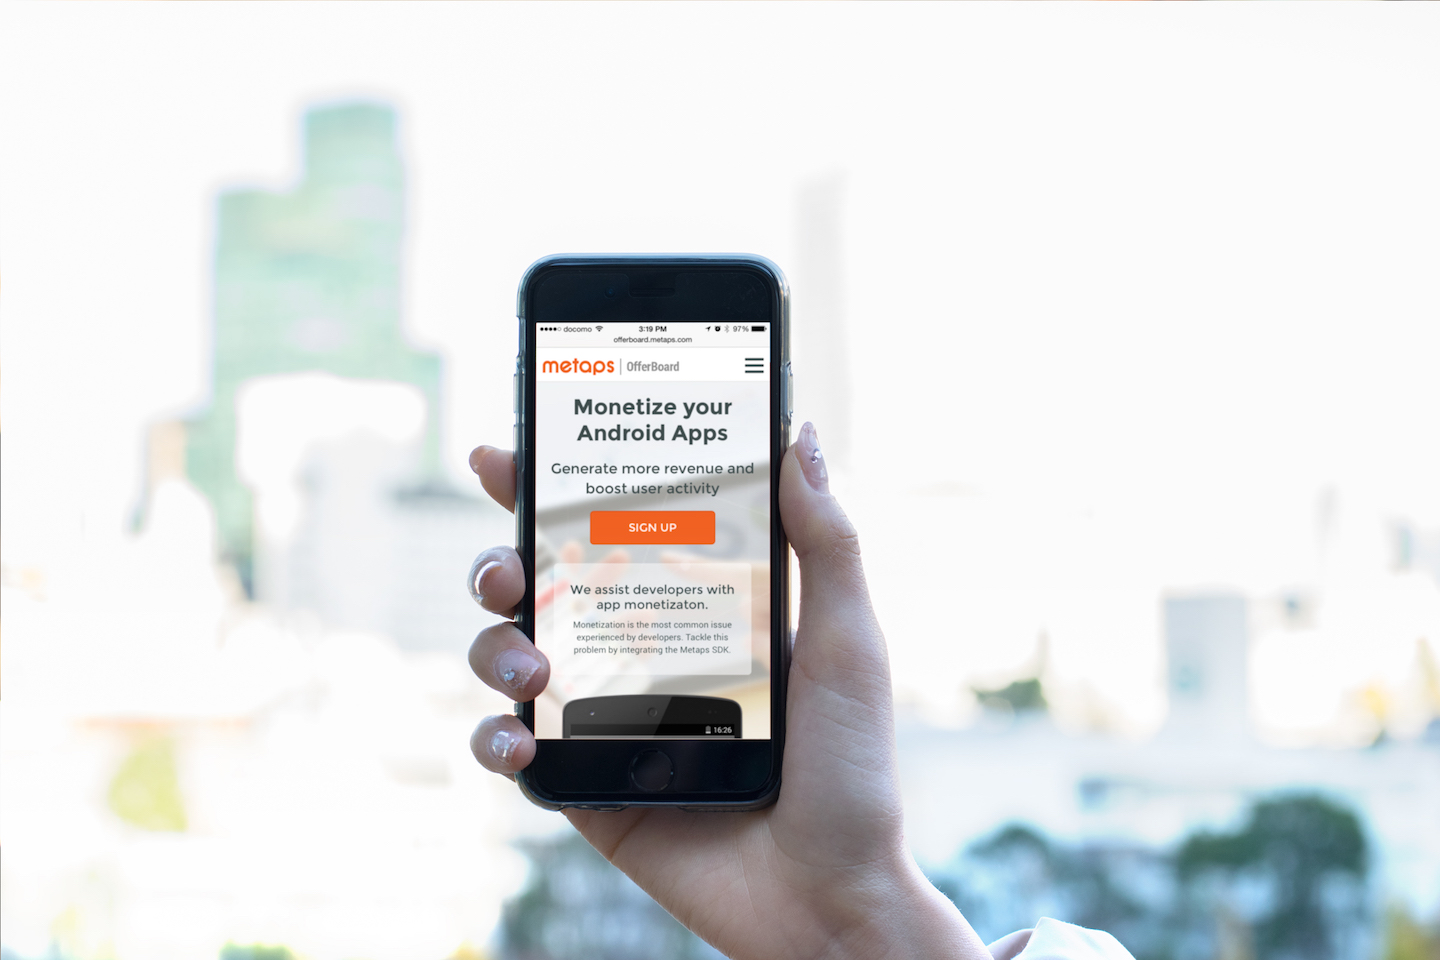 docomo 3:19 PM 97%
offerboard.metaps.com
metaps OfferBoard
Monetize your
Android Apps
Generate more revenue and
boost user activity
SIGN UP
We assist developers with
app monetizaton.
Monetization is the most common issue
experienced by developers. Tackle this
problem by integrating the Metaps SDK.
16:26